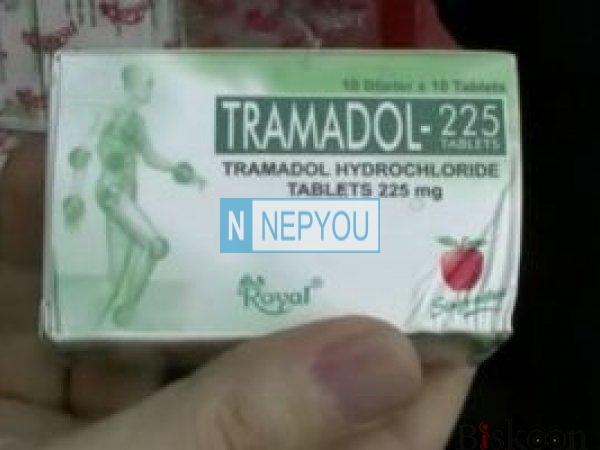 10 Blister x 10 Tablets
TRAMADOL-225
TABLETS
TRAMADOL HYDROCHLORIDE
TABLETS 225 mg
N NEPYOU
Royal®
Biskoon